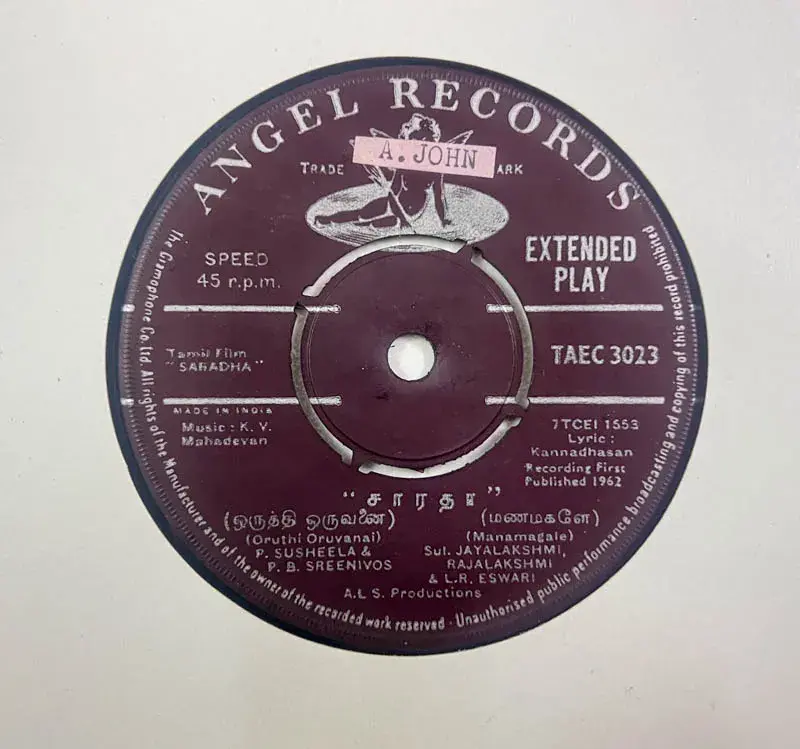 ANGEL RECORDS
A. JOHN
TRADE ARK
SPEED
45 r.p.m.
EXTENDED
PLAY
Tamil Film
"SARADHA"
TAEC 3023
MADE IN INDIA
Music : K. V.
Mahadevan
7TCEI 1553
Lyric :
Kannadhasan
Recording First
Published 1962
"சாரதா"
(ஒருத்தி ஒருவனை) (மணமகளே)
(Oruthi Oruvanai) (Manamagale)
P. SUSHEELA & Sul. JAYALAKSHMI,
P. B. SREENIVOS RAJALAKSHMI
& L.R. ESWARI
A.L S. Productions
the Gramophone Co. Ltd All rights of the Manufacturer and of the owner of the recorded work reserved · Unauthorised public performance, broadcasting and copying of this record prohibited